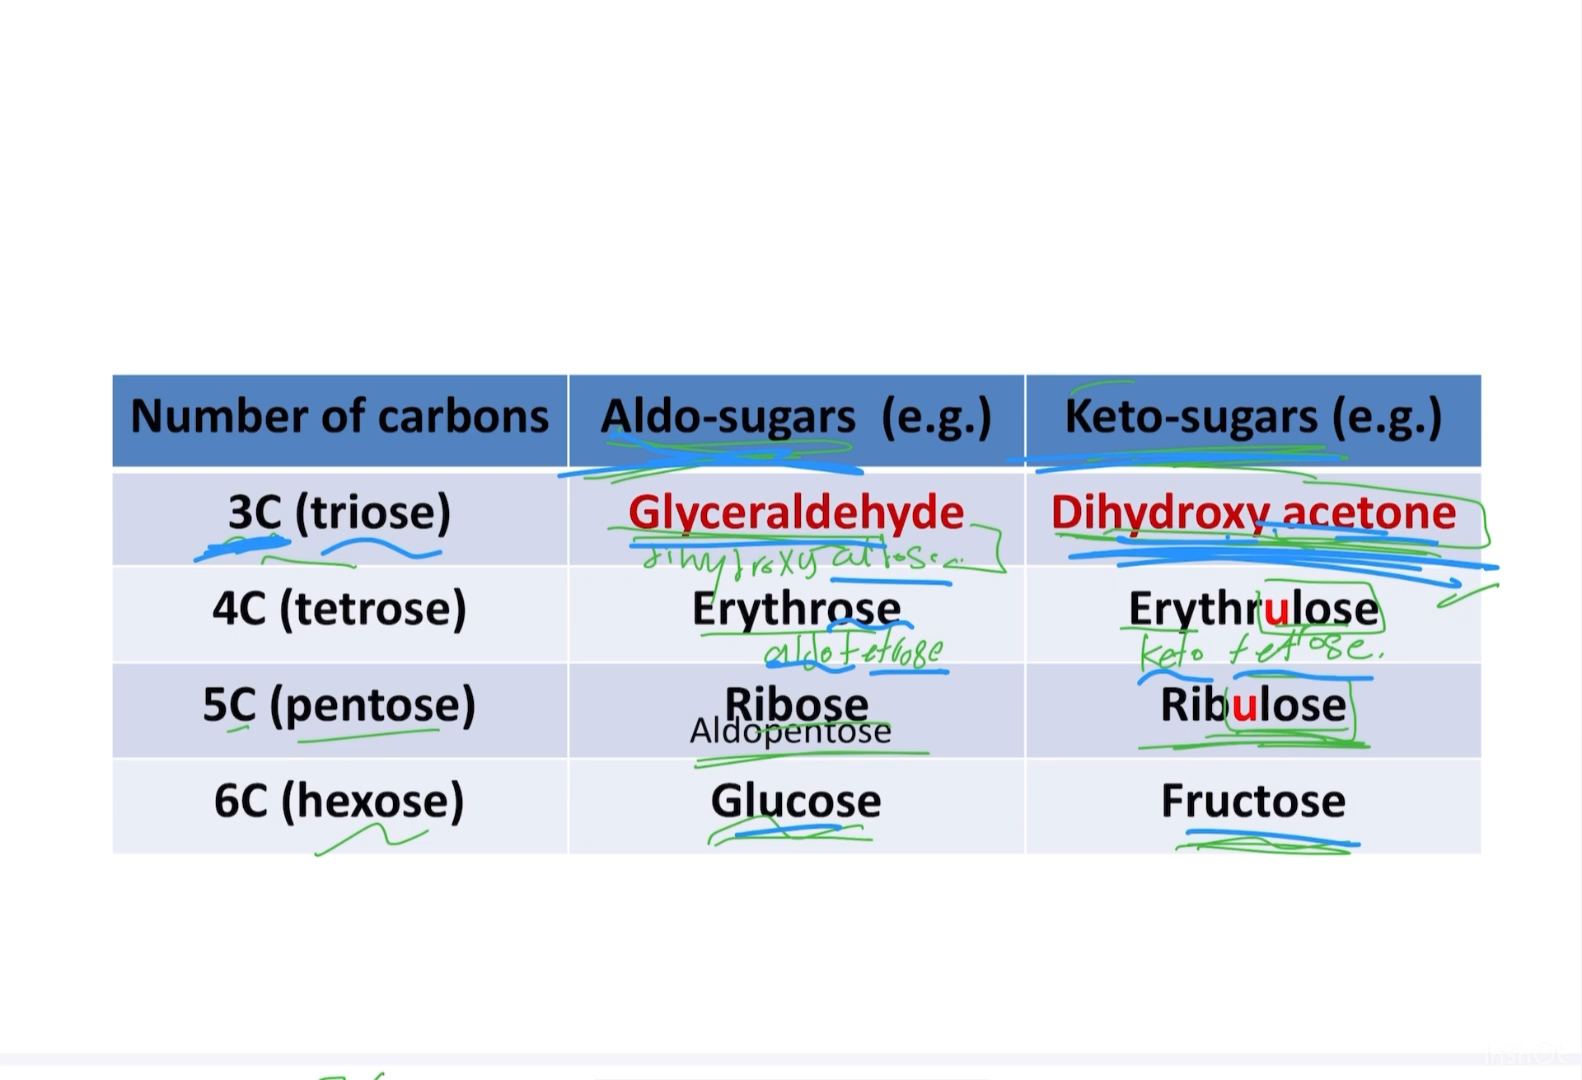 Number of carbons Aldo-sugars (e.g.) Keto-sugars (e.g.)
3C (triose) Glyceraldehyde Dihydroxy acetone
dihydroxy
4C (tetrose) Erythrose Erythrulose
aldotetrose keto tetrose.
5C (pentose) Ribose Ribulose
Aldopentose
6C (hexose) Glucose Fructose